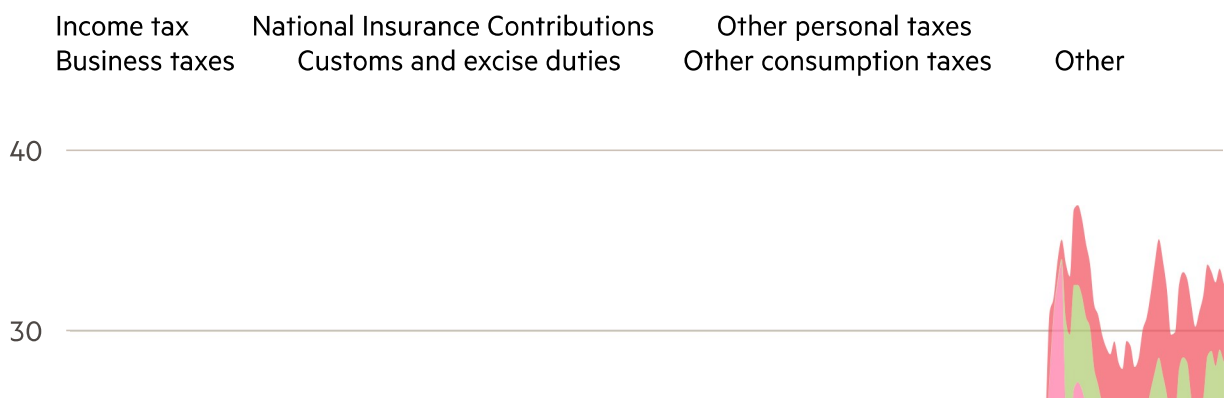 Income tax National Insurance Contributions Other personal taxes
Business taxes Customs and excise duties Other consumption taxes Other
40
30